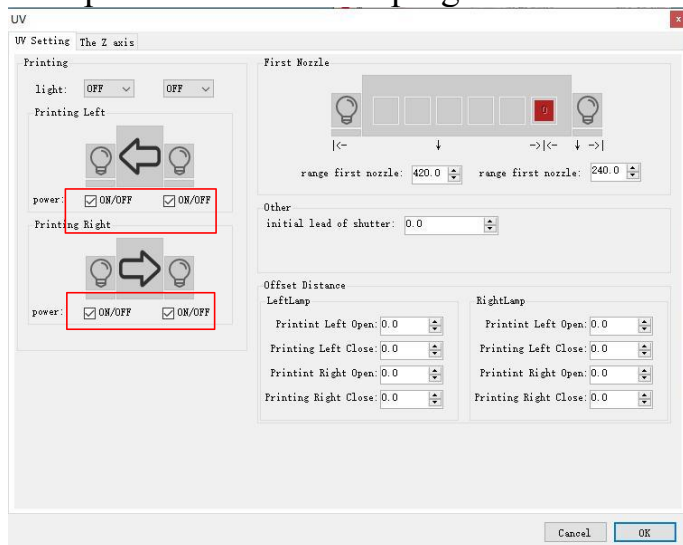 UV
x
UV Setting The Z axis
Printing
light: OFF OFF
Printing Left
power: ON/OFF ON/OFF
Printing Right
power: ON/OFF ON/OFF
First Nozzle
0
|<- ↓ ->|<- ↓ ->|
range first nozzle: 420.0 range first nozzle: 240.0
Other
initial lead of shutter: 0.0
Offset Distance
LeftLamp
Printint Left Open: 0.0
Printing Left Close: 0.0
Printint Right Open: 0.0
Printing Right Close: 0.0
RightLamp
Printint Left Open: 0.0
Printing Left Close: 0.0
Printint Right Open: 0.0
Printing Right Close: 0.0
Cancel OK